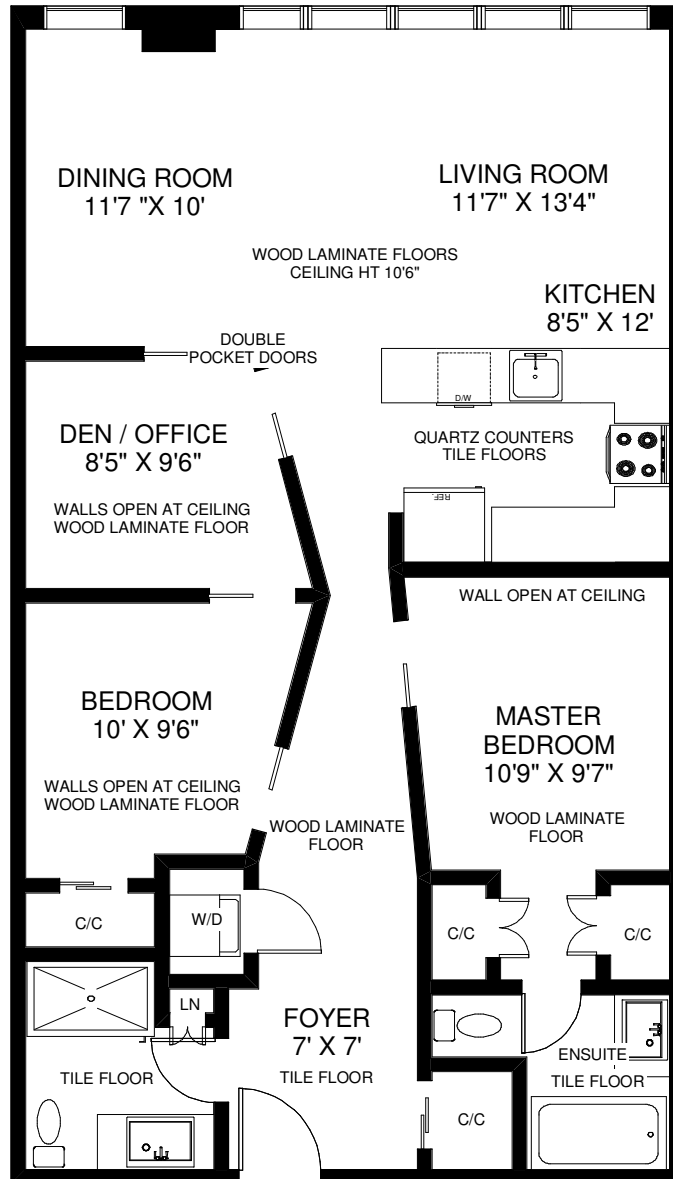 DINING ROOM
11'7 "X 10'
LIVING ROOM
11'7" X 13'4"
WOOD LAMINATE FLOORS
CEILING HT 10'6"
KITCHEN
8'5" X 12'
DOUBLE
POCKET DOORS
D/W
DEN / OFFICE
8'5" X 9'6"
QUARTZ COUNTERS
TILE FLOORS
WALLS OPEN AT CEILING
WOOD LAMINATE FLOOR
REF.
WALL OPEN AT CEILING
BEDROOM
10' X 9'6"
MASTER
BEDROOM
10'9" X 9'7"
WALLS OPEN AT CEILING
WOOD LAMINATE FLOOR
WOOD LAMINATE
FLOOR
WOOD LAMINATE
FLOOR
C/C
W/D
C/C
C/C
LN
FOYER
7' X 7'
TILE FLOOR
TILE FLOOR
ENSUITE
TILE FLOOR
C/C